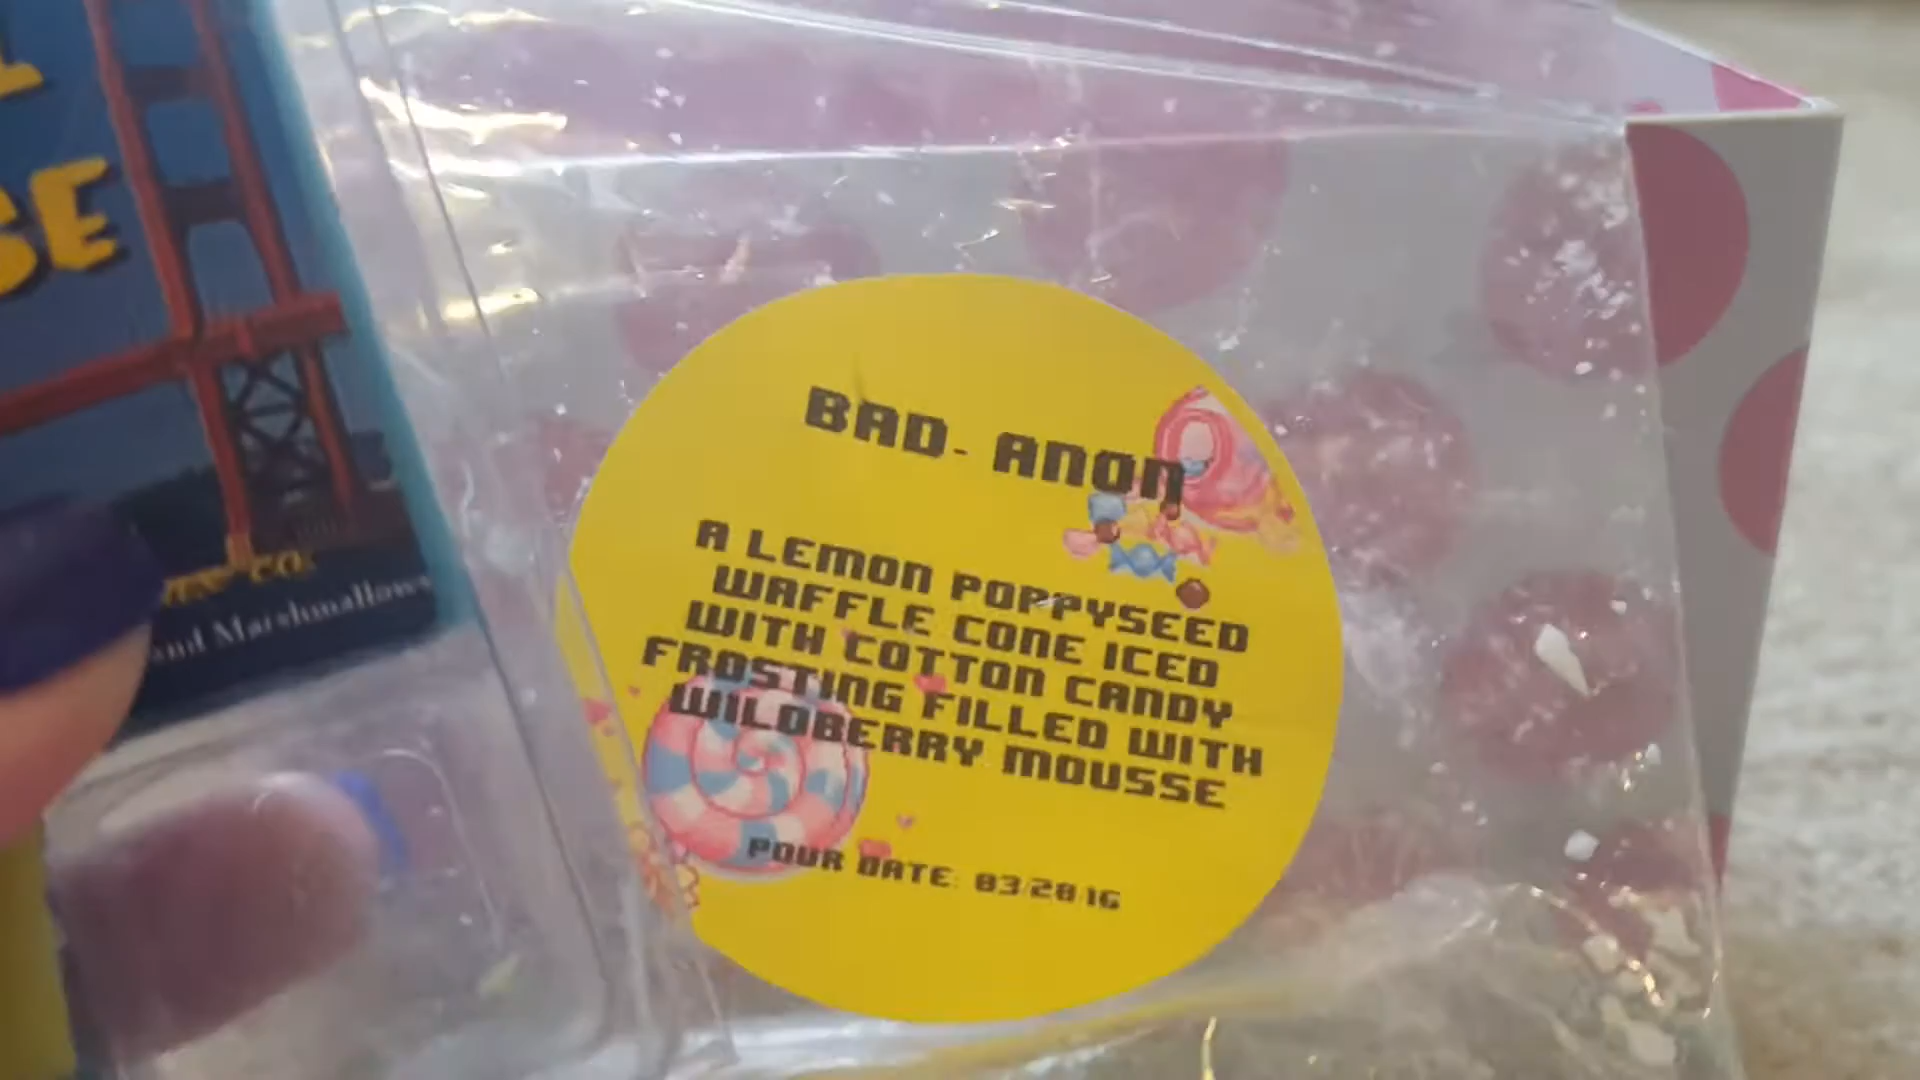 SE
and Marshmallows
BAD-ANON
A LEMON POPPYSEED
WAFFLE CONE ICED
WITH COTTON CANDY
FROSTING FILLED WITH
WILDBERRY MOUSSE
POUR DATE: 03/28/16